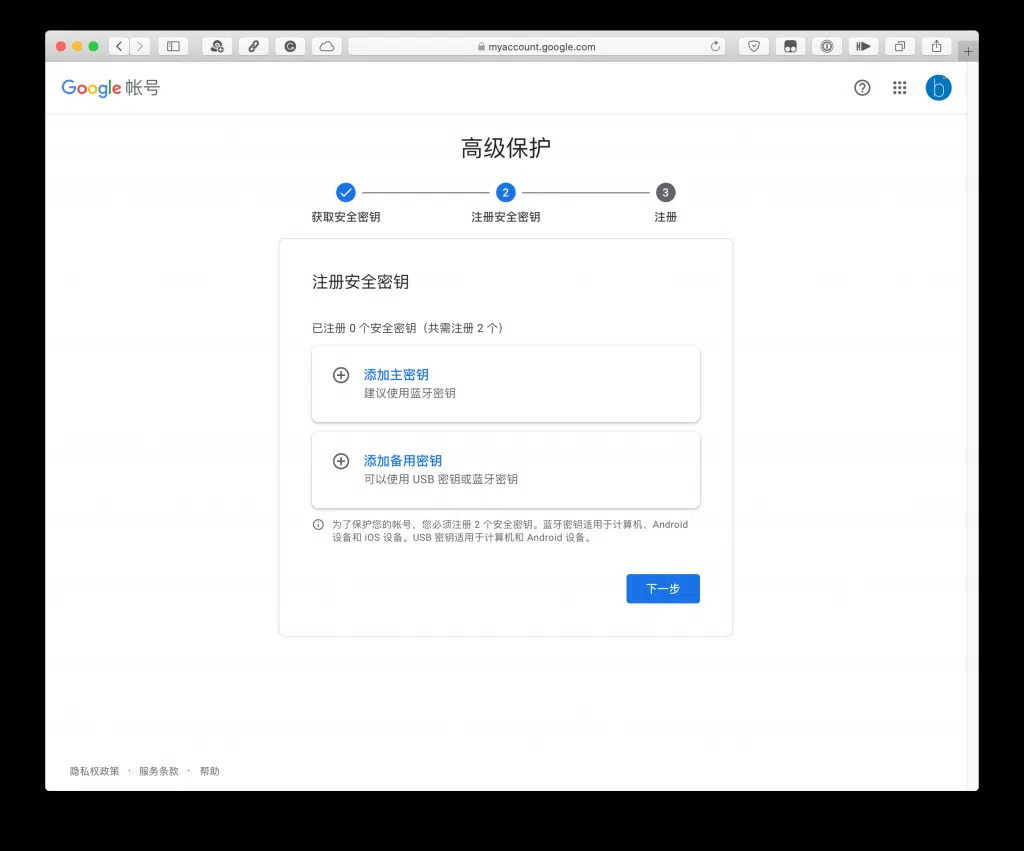 myaccount.google.com
Google 帐号
b
高级保护
2
3
获取安全密钥
注册安全密钥
注册
注册安全密钥
已注册 0 个安全密钥（共需注册 2 个）
添加主密钥
建议使用蓝牙密钥
添加备用密钥
可以使用 USB 密钥或蓝牙密钥
为了保护您的帐号，您必须注册 2 个安全密钥。蓝牙密钥适用于计算机、Android
设备和 iOS 设备。USB 密钥适用于计算机和 Android 设备。
下一步
隐私权政策 · 服务条款 · 帮助